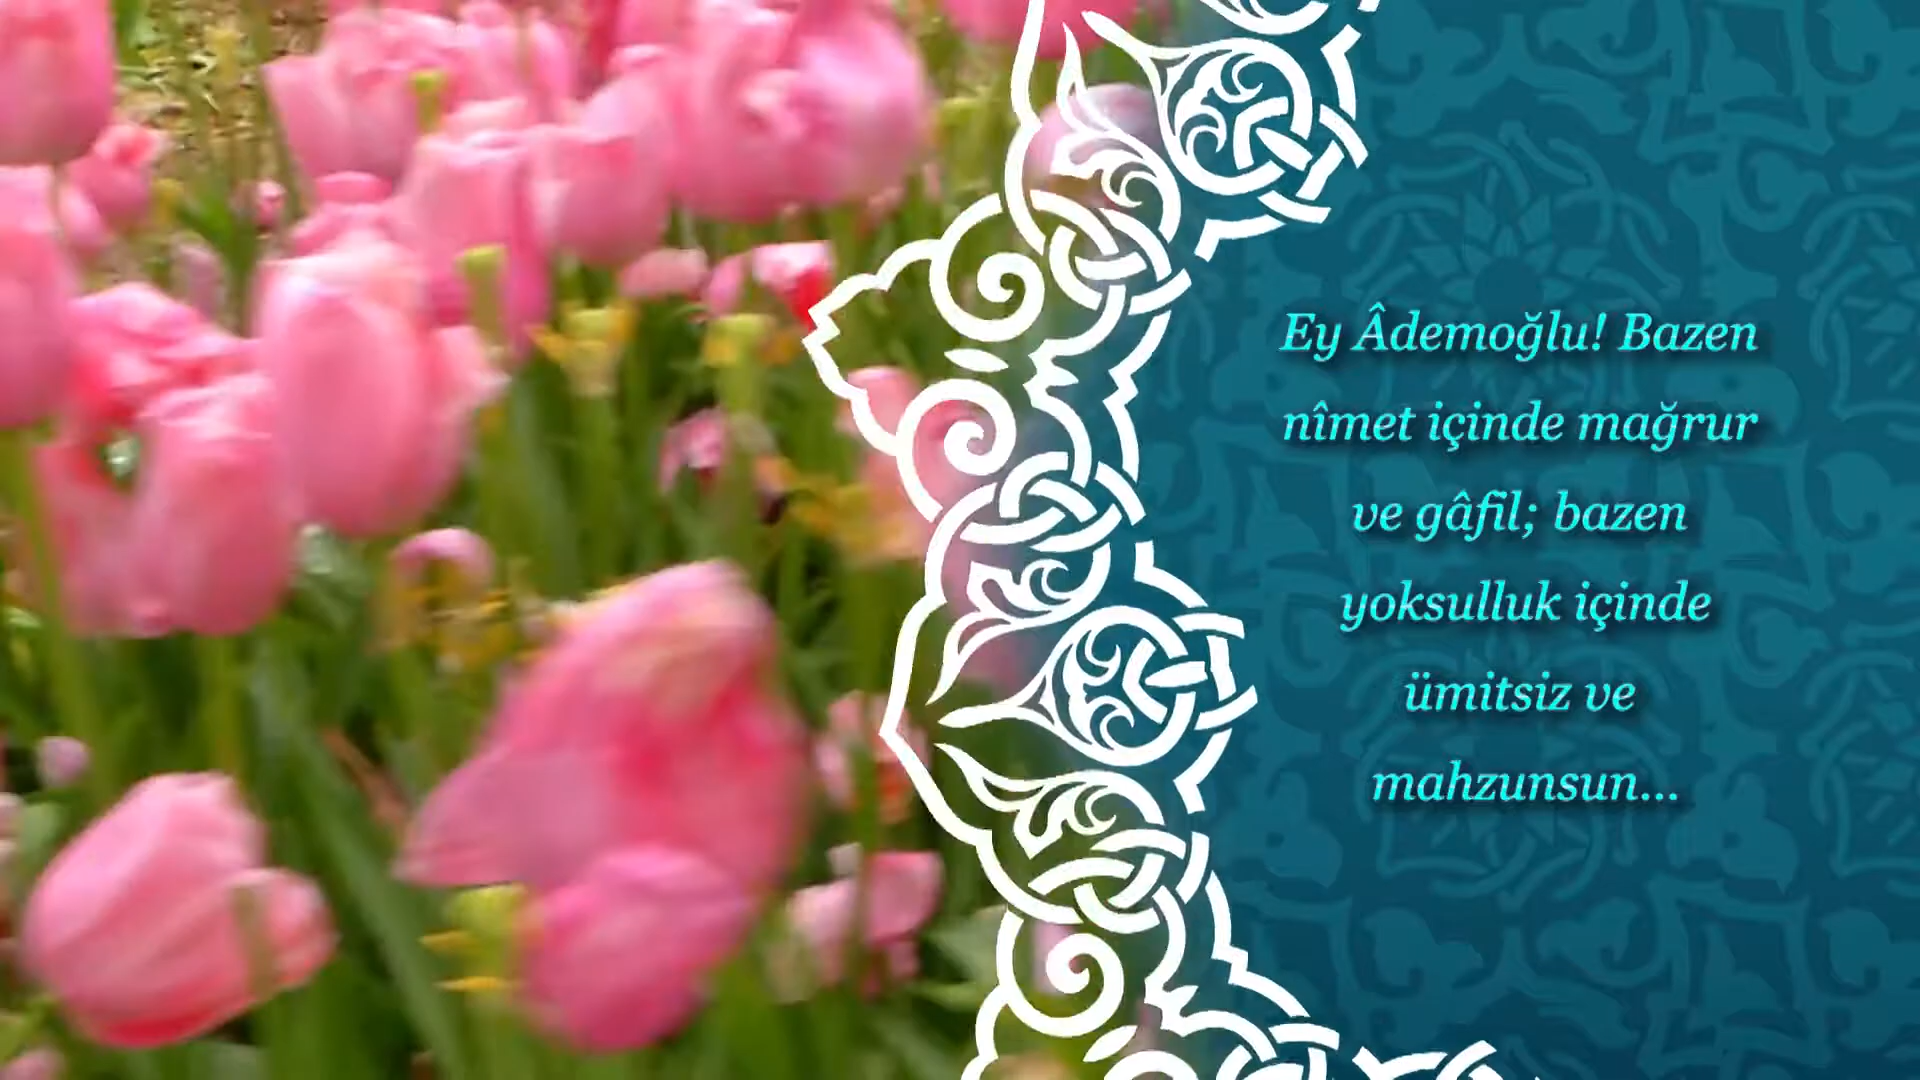 Ey Âdemoğlu! Bazen
nîmet içinde mağrur
ve gâfil; bazen
yoksulluk içinde
ümitsiz ve
mahzunsun...